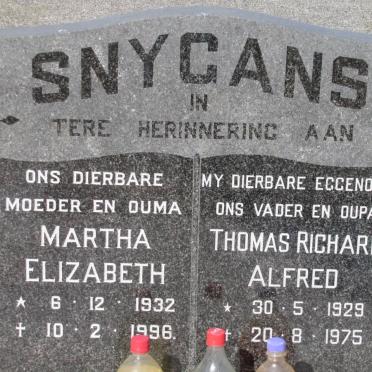 SNYCANS
IN
TERE HERINNERING AAN
ONS DIERBARE
MOEDER EN OUMA
MARTHA
ELIZABETH
★ 6 · 12 · 1932
† 10 · 2 · 1996.
MY DIERBARE EGGENO
ONS VADER EN OUPA
THOMAS RICHAR
ALFRED
★ 30 · 5 · 1929
† 20 · 8 · 1975